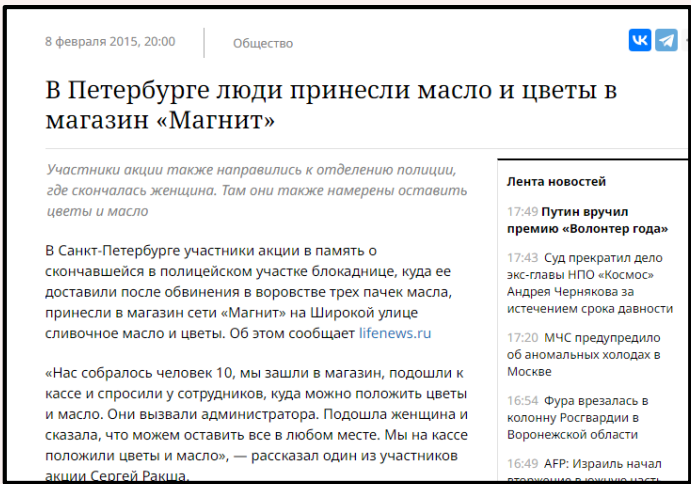 8 февраля 2015, 20:00
Общество
В Петербурге люди принесли масло и цветы в
магазин «Магнит»
Участники акции также направились к отделению полиции,
где скончалась женщина. Там они также намерены оставить
цветы и масло
В Санкт-Петербурге участники акции в память о
скончавшейся в полицейском участке блокаднице, куда ее
доставили после обвинения в воровстве трех пачек масла,
принесли в магазин сети «Магнит» на Широкой улице
сливочное масло и цветы. Об этом сообщает lifenews.ru
«Нас собралось человек 10, мы зашли в магазин, подошли к
кассе и спросили у сотрудников, куда можно положить цветы
и масло. Они вызвали администратора. Подошла женщина и
сказала, что можем оставить все в любом месте. Мы на кассе
положили цветы и масло», — рассказал один из участников
акции Сергей Ракша.
Лента новостей
17:49 Путин вручил
премию «Волонтер года»
17:43 Суд прекратил дело
экс-главы НПО «Космос»
Андрея Чернякова за
истечением срока давности
17:20 МЧС предупредило
об аномальных холодах в
Москве
16:54 Фура врезалась в
колонну Росгвардии в
Воронежской области
16:49 AFP: Израиль начал
вторжение в южную часть